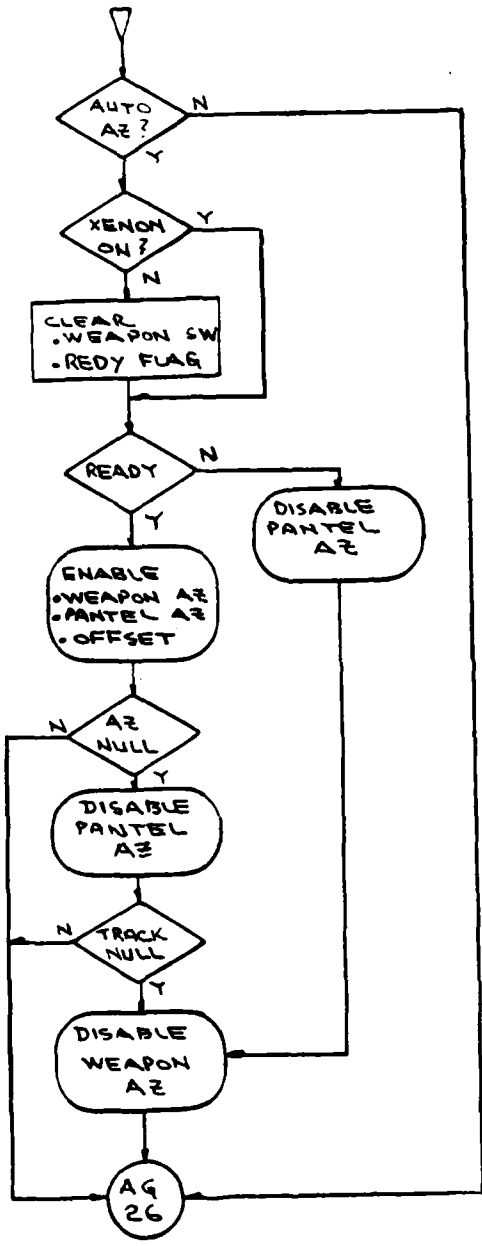 AUTO
AZ?
N
Y
XENON
ON?
Y
N
CLEAR
•WEAPON SW
•REDY FLAG
READY
N
Y
DISABLE
PANTEL
AZ
ENABLE
•WEAPON AZ
•PANTEL AZ
•OFFSET
N
AZ
NULL
Y
DISABLE
PANTEL
AZ
N
TRACK
NULL
Y
DISABLE
WEAPON
AZ
AG
26